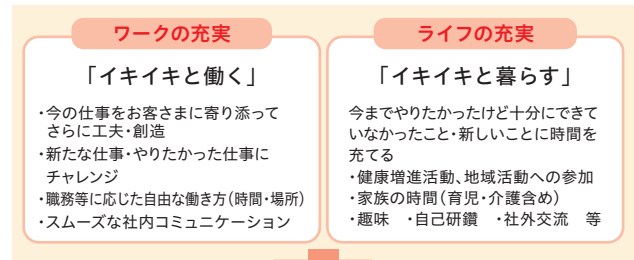 ワークの充実
「イキイキと働く」
・今の仕事をお客さまに寄り添って
さらに工夫・創造
・新たな仕事・やりたかった仕事に
チャレンジ
・職務等に応じた自由な働き方(時間・場所)
・スムーズな社内コミュニケーション
ライフの充実
「イキイキと暮らす」
今までやりたかったけど十分にできて
いなかったこと・新しいことに時間を
充てる
・健康増進活動、地域活動への参加
・家族の時間(育児・介護含め)
・趣味　・自己研鑽　・社外交流　等